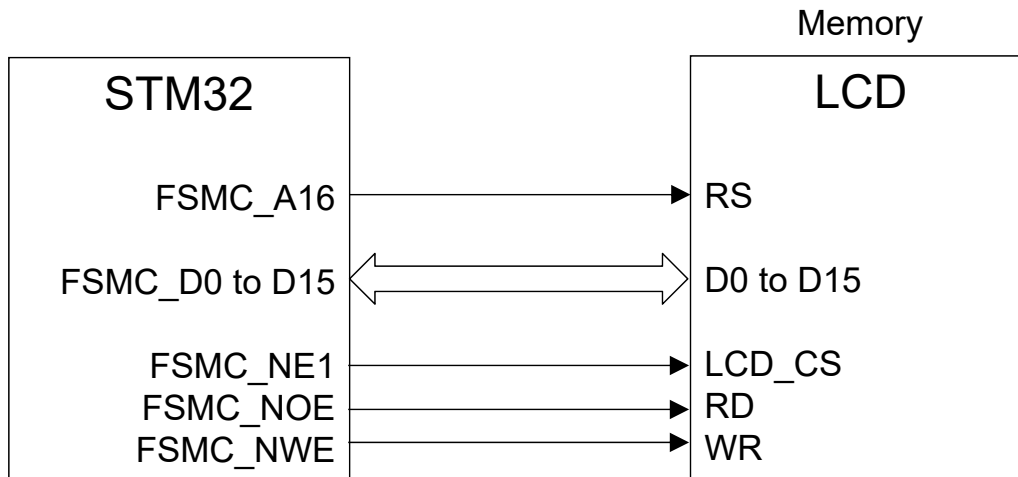 Memory
STM32
LCD
FSMC_A16
RS
FSMC_D0 to D15
D0 to D15
FSMC_NE1
LCD_CS
FSMC_NOE
RD
FSMC_NWE
WR